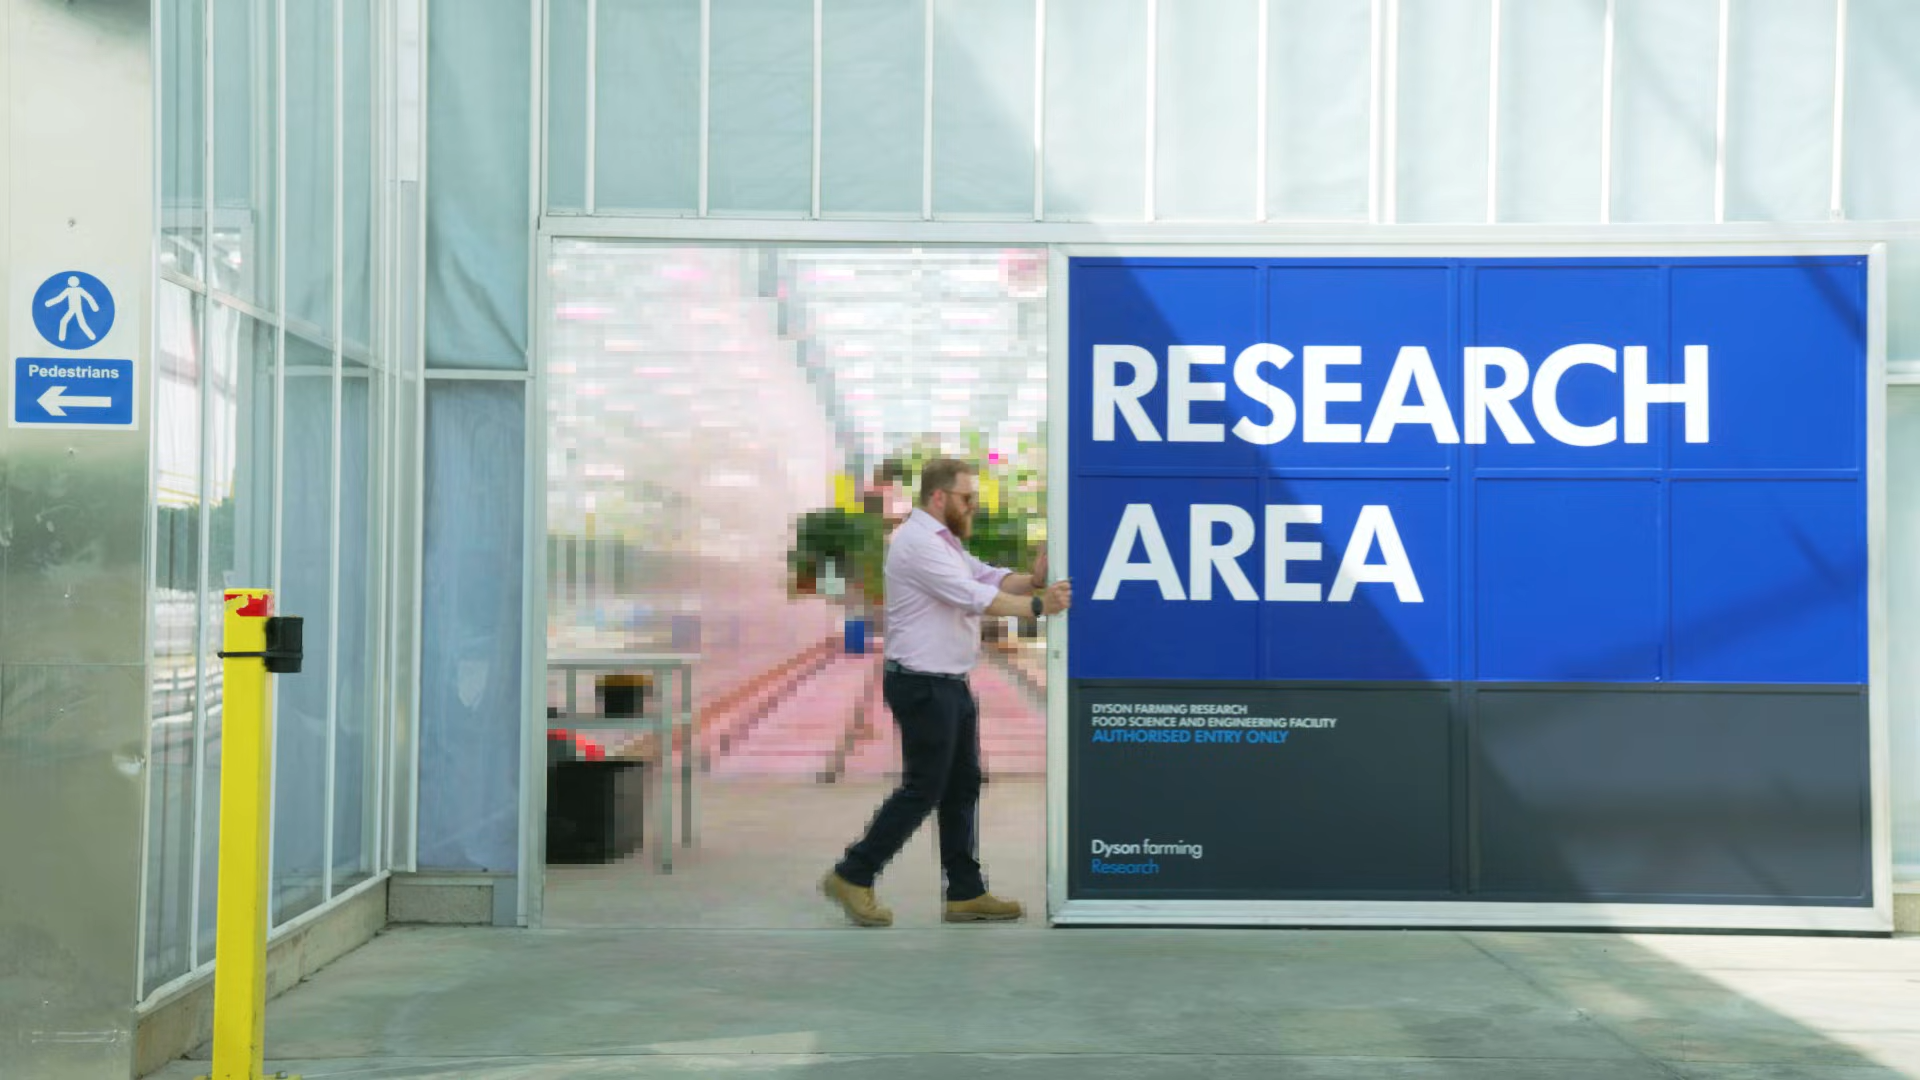 Pedestrians
RESEARCH
AREA
DYSON FARMING RESEARCH
FOOD SCIENCE AND ENGINEERING FACILITY
AUTHORISED ENTRY ONLY
Dyson farming
Research